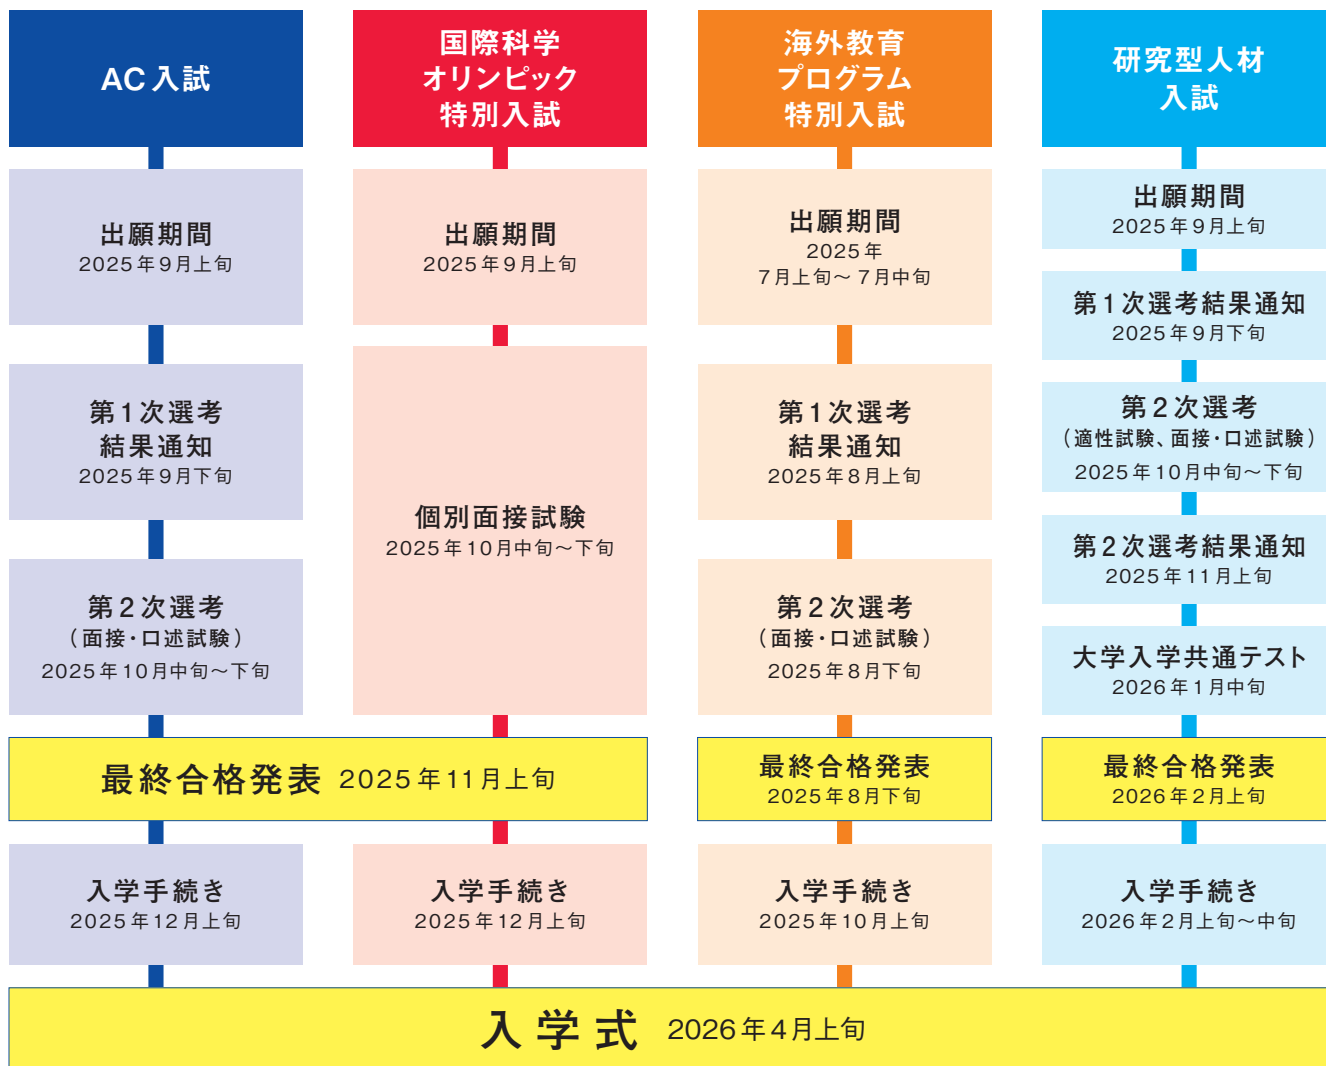 AC入試
出願期間
2025年9月上旬
第1次選考
結果通知
2025年9月下旬
第2次選考
（面接・口述試験）
2025年10月中旬～下旬
国際科学
オリンピック
特別入試
出願期間
2025年9月上旬
個別面接試験
2025年10月中旬～下旬
最終合格発表 2025年11月上旬
入学手続き
2025年12月上旬
入学手続き
2025年12月上旬
海外教育
プログラム
特別入試
出願期間
2025年
7月上旬～7月中旬
第1次選考
結果通知
2025年8月上旬
第2次選考
（面接・口述試験）
2025年8月下旬
最終合格発表
2025年8月下旬
入学手続き
2025年10月上旬
研究型人材
入試
出願期間
2025年9月上旬
第1次選考結果通知
2025年9月下旬
第2次選考
（適性試験、面接・口述試験）
2025年10月中旬～下旬
第2次選考結果通知
2025年11月上旬
大学入学共通テスト
2026年1月中旬
最終合格発表
2026年2月上旬
入学手続き
2026年2月上旬～中旬
入学式 2026年4月上旬